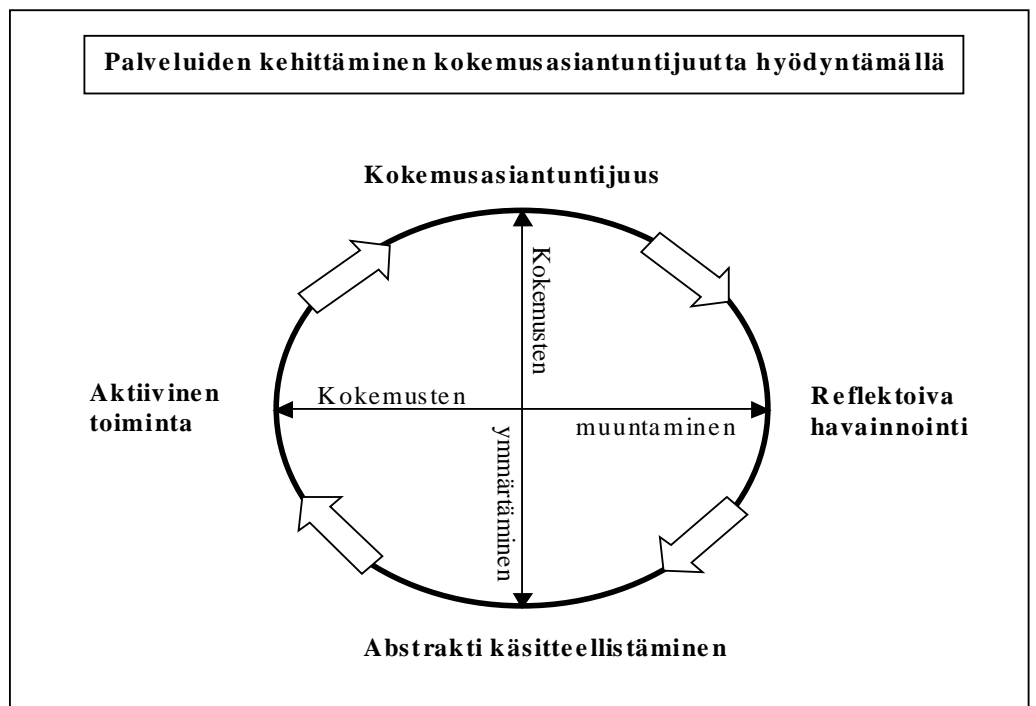 Palveluiden kehittäminen kokemusasiantuntijuutta hyödyntämällä
Kokemusasiantuntijuus
Kokemusten
Aktiivinen
toiminta
Kokemusten
muuntaminen
Reflektoiva
havainnointi
ymmärtäminen
Abstrakti käsitteellistäminen